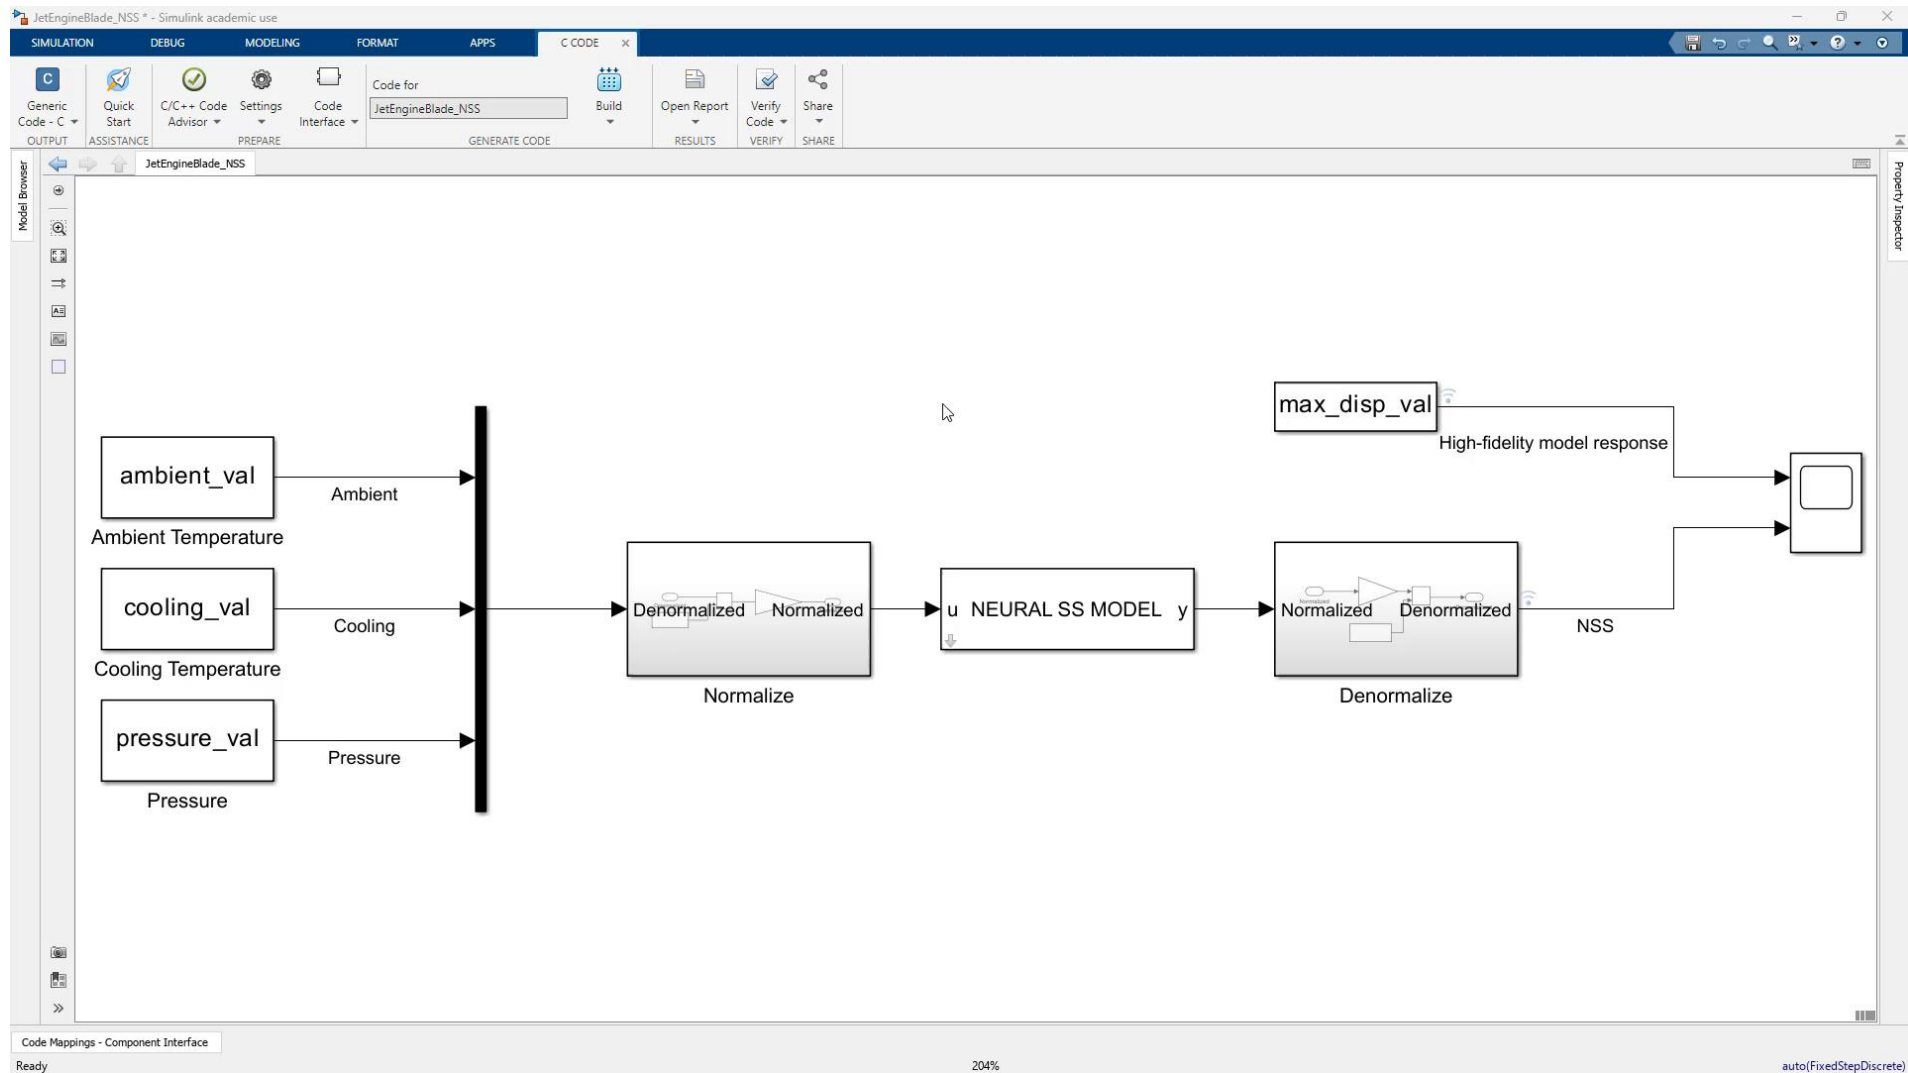 JetEngineBlade_NSS * - Simulink academic use
SIMULATION DEBUG MODELING FORMAT APPS C CODE
C
Generic Code - C
Quick Start
C/C++ Code Advisor
Settings
Code Interface
Code for
JetEngineBlade_NSS
Build
Open Report
Verify Code
Share
OUTPUT ASSISTANCE PREPARE GENERATE CODE RESULTS VERIFY SHARE
Model Browser
JetEngineBlade_NSS
Property Inspector
max_disp_val
High-fidelity model response
ambient_val
Ambient
Ambient Temperature
cooling_val
Cooling
Cooling Temperature
pressure_val
Pressure
Pressure
Denormalized Normalized
Normalize
u NEURAL SS MODEL y
Normalized Denormalized
Denormalize
NSS
Code Mappings - Component Interface
Ready
204%
auto(FixedStepDiscrete)